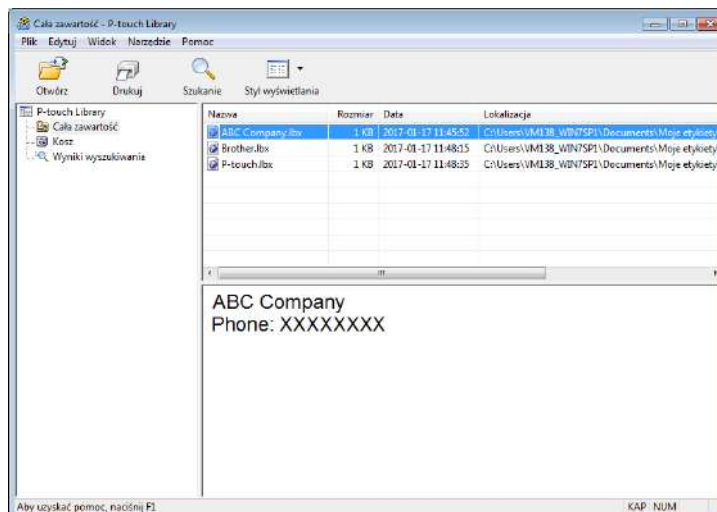 Cała zawartość - P-touch Library
Plik Edytuj Widok Narzędzie Pomoc
Otwórz Drukuj Szukanie Styl wyświetlania
P-touch Library
Cała zawartość
Kosz
Wyniki wyszukiwania
Nazwa Rozmiar Data Lokalizacja
ABC Company.lbx 1 KB 2017-01-17 11:45:52 C:\Users\VM138_WIN7SP1\Documents\Moje etykiety
Brother.lbx 1 KB 2017-01-17 11:48:15 C:\Users\VM138_WIN7SP1\Documents\Moje etykiety
P-touch.lbx 1 KB 2017-01-17 11:48:35 C:\Users\VM138_WIN7SP1\Documents\Moje etykiety
ABC Company
Phone: XXXXXXXX
Aby uzyskać pomoc, naciśnij F1 KAP NUM